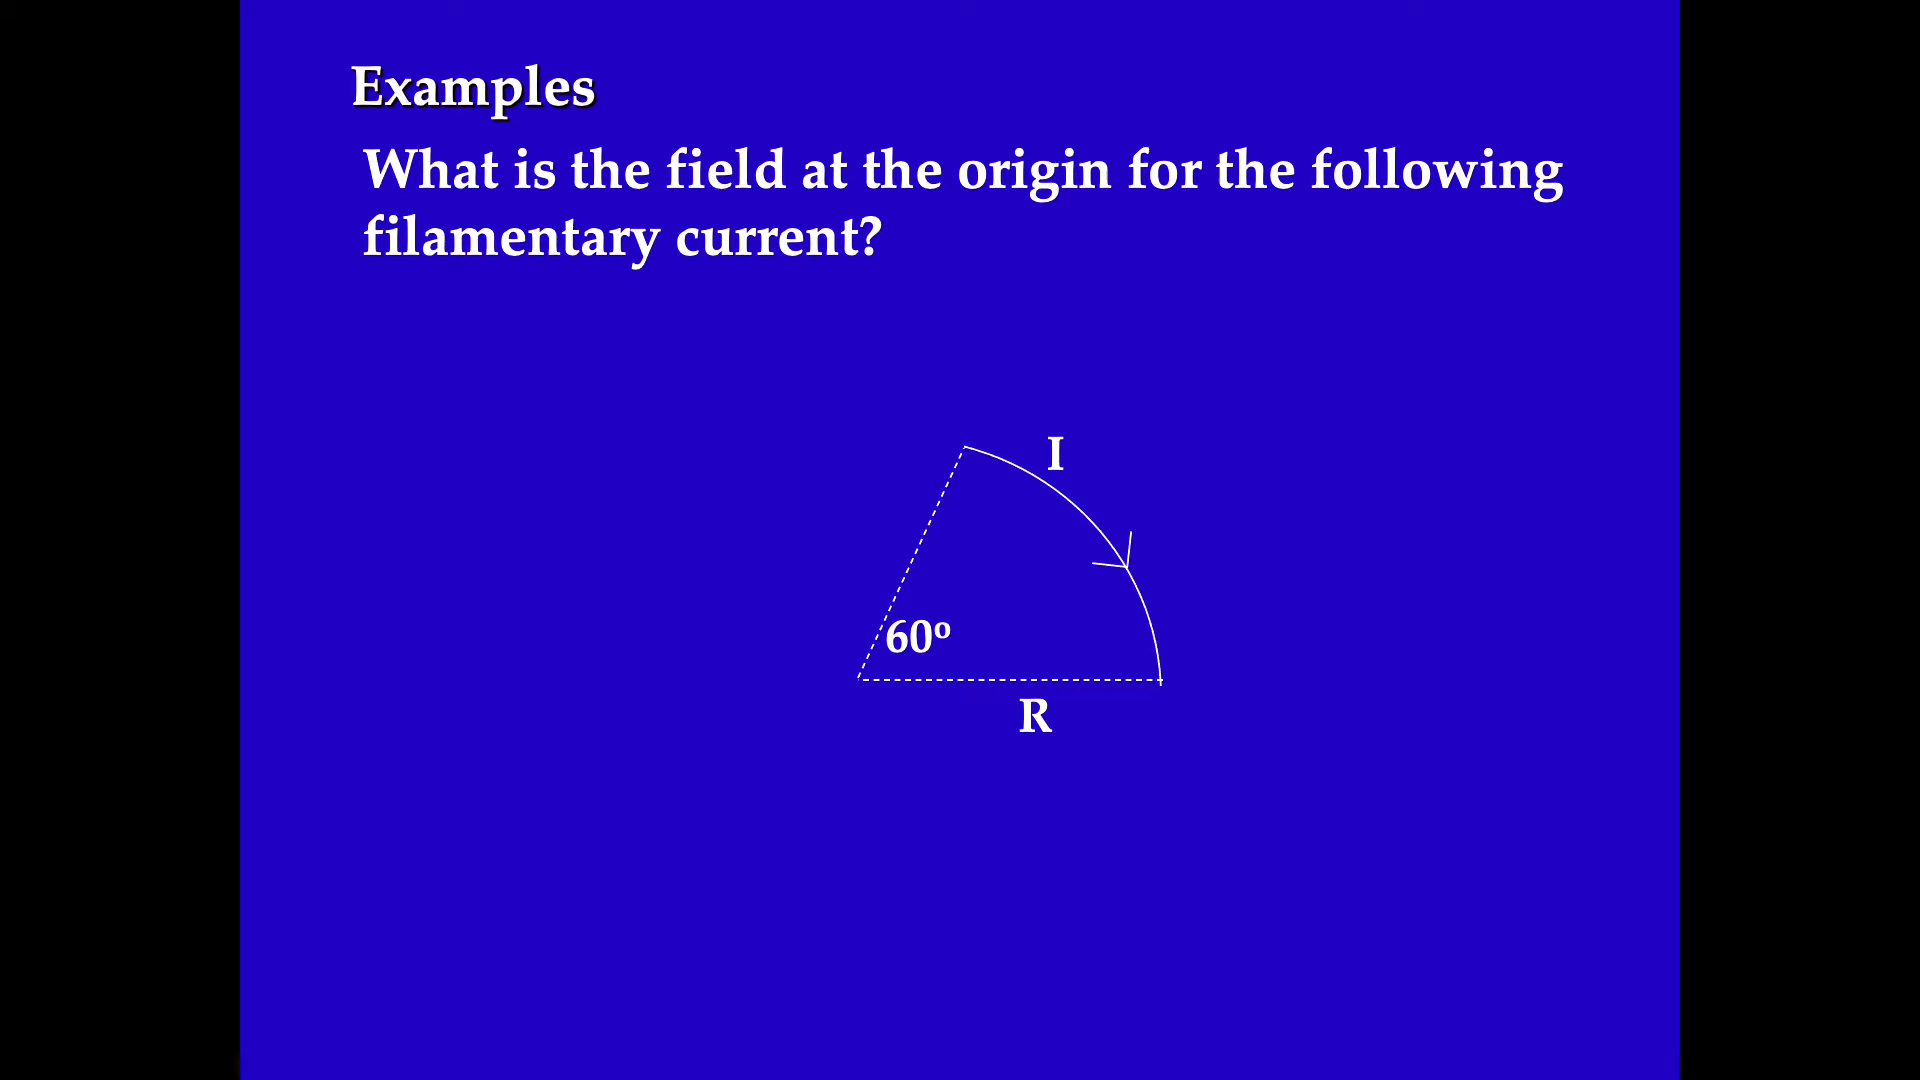 Examples
What is the field at the origin for the following
filamentary current?
I
60º
R